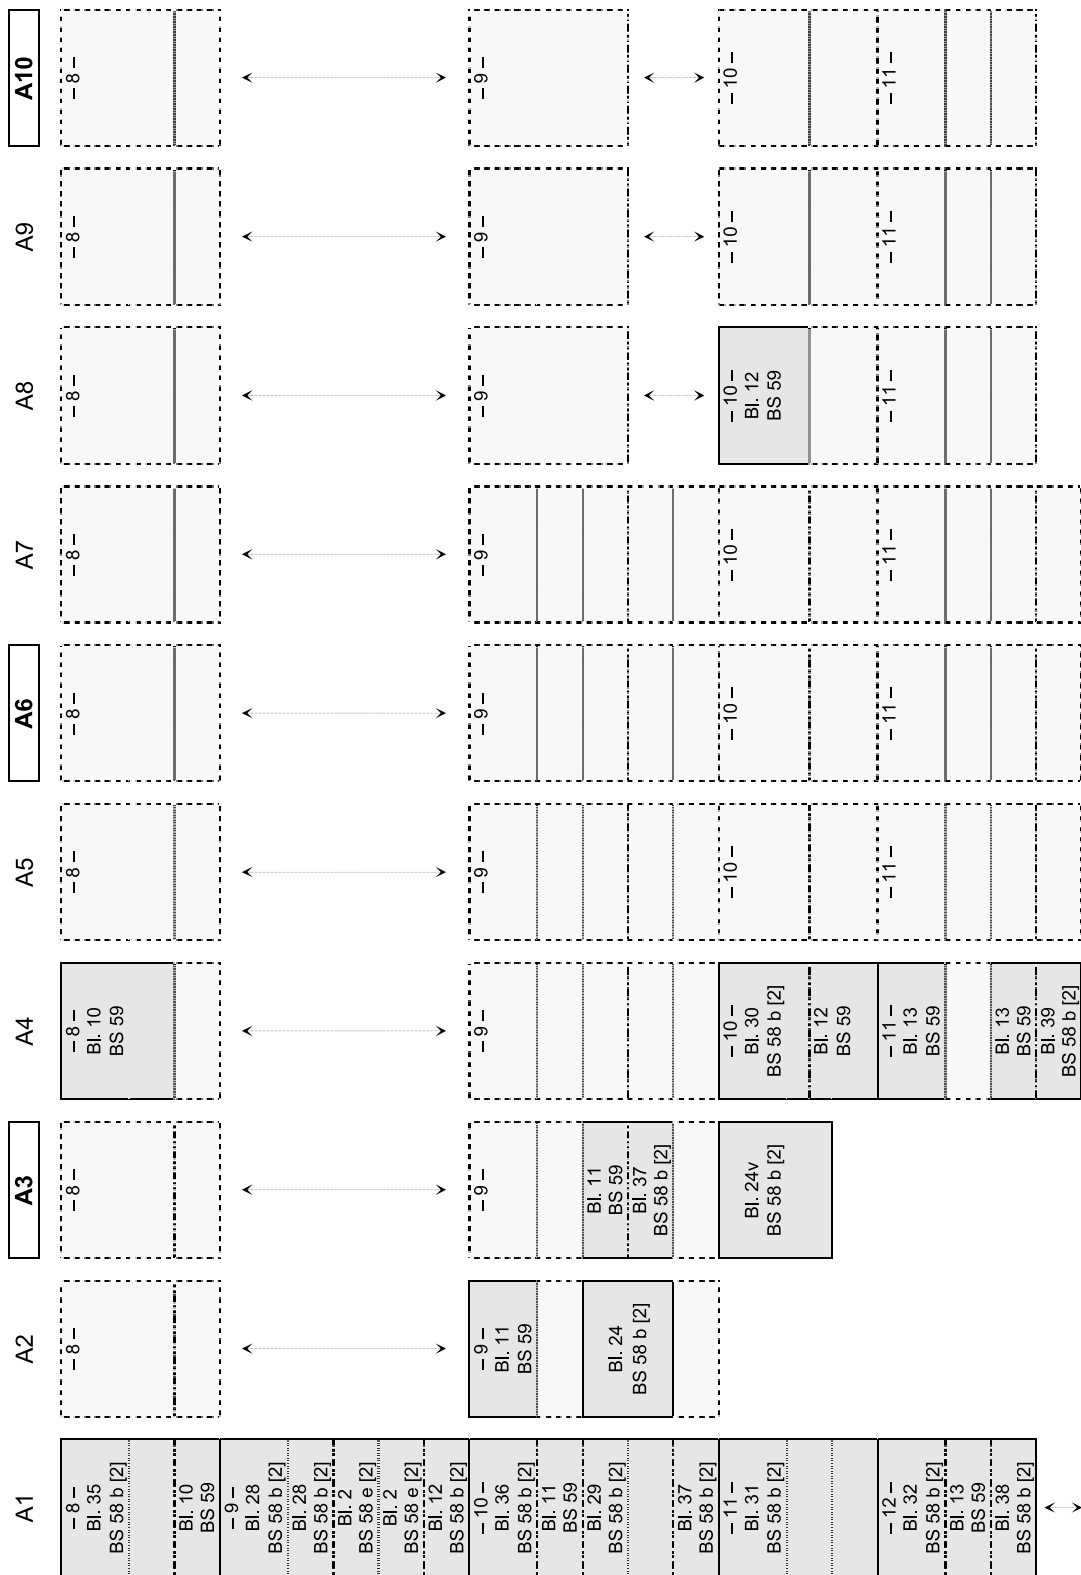 A1
– 8 –
Bl. 35
BS 58 b [2]
Bl. 10
BS 59
– 9 –
Bl. 28
BS 58 b [2]
Bl. 28
BS 58 b [2]
Bl. 2
BS 58 e [2]
Bl. 2
BS 58 e [2]
Bl. 12
BS 58 b [2]
– 10 –
Bl. 36
BS 58 b [2]
Bl. 11
BS 59
Bl. 29
BS 58 b [2]
Bl. 37
BS 58 b [2]
– 11 –
Bl. 31
BS 58 b [2]
– 12 –
Bl. 32
BS 58 b [2]
Bl. 13
BS 59
Bl. 38
BS 58 b [2]
A2
– 8 –
– 9 –
Bl. 11
BS 59
Bl. 24
BS 58 b [2]
A3
– 8 –
– 9 –
Bl. 11
BS 59
Bl. 37
BS 58 b [2]
Bl. 24v
BS 58 b [2]
A4
– 8 –
Bl. 10
BS 59
– 9 –
– 10 –
Bl. 30
BS 58 b [2]
Bl. 12
BS 59
– 11 –
Bl. 13
BS 59
Bl. 13
BS 59
Bl. 39
BS 58 b [2]
A5
– 8 –
– 9 –
– 10 –
– 11 –
A6
– 8 –
– 9 –
– 10 –
– 11 –
A7
– 8 –
– 9 –
– 10 –
– 11 –
A8
– 8 –
– 9 –
– 10 –
Bl. 12
BS 59
– 11 –
A9
– 8 –
– 9 –
– 10 –
– 11 –
A10
– 8 –
– 9 –
– 10 –
– 11 –